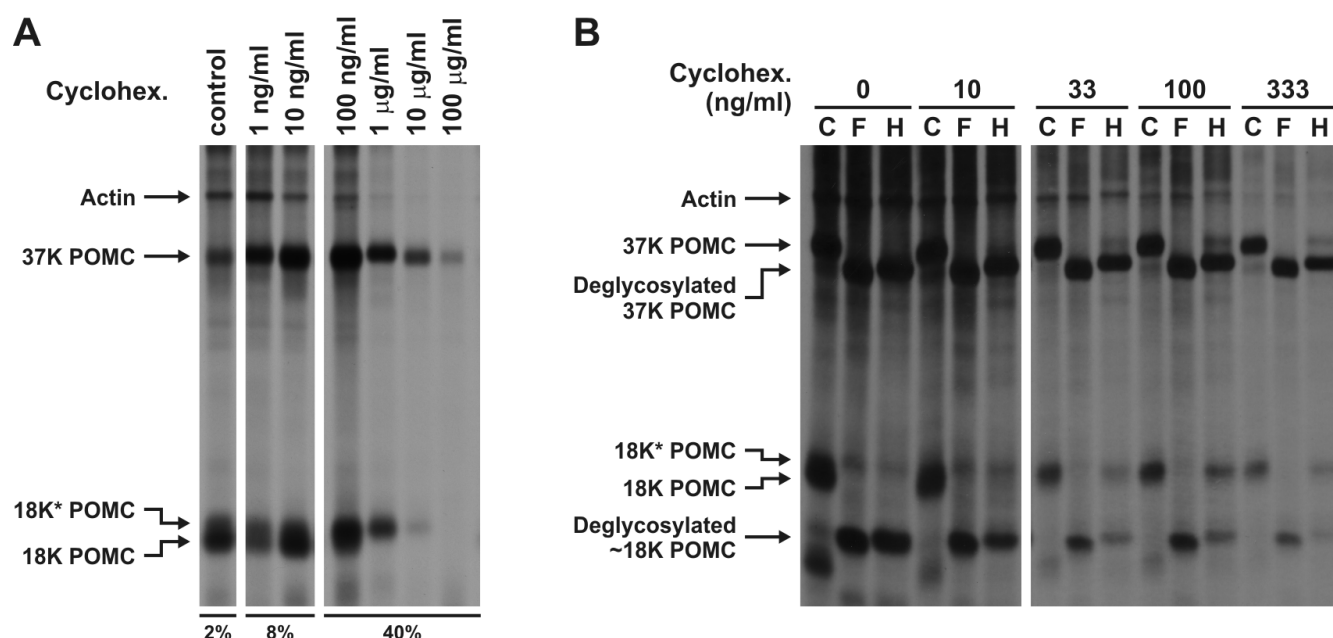 A
Cyclohex.
control
1 ng/ml
10 ng/ml
100 ng/ml
1 μg/ml
10 μg/ml
100 μg/ml
Actin
37K POMC
18K* POMC
18K POMC
2%
8%
40%
B
Cyclohex.
(ng/ml)
0 10 33 100 333
C F H C F H C F H C F H C F H
Actin
37K POMC
Deglycosylated
37K POMC
18K* POMC
18K POMC
Deglycosylated
~18K POMC